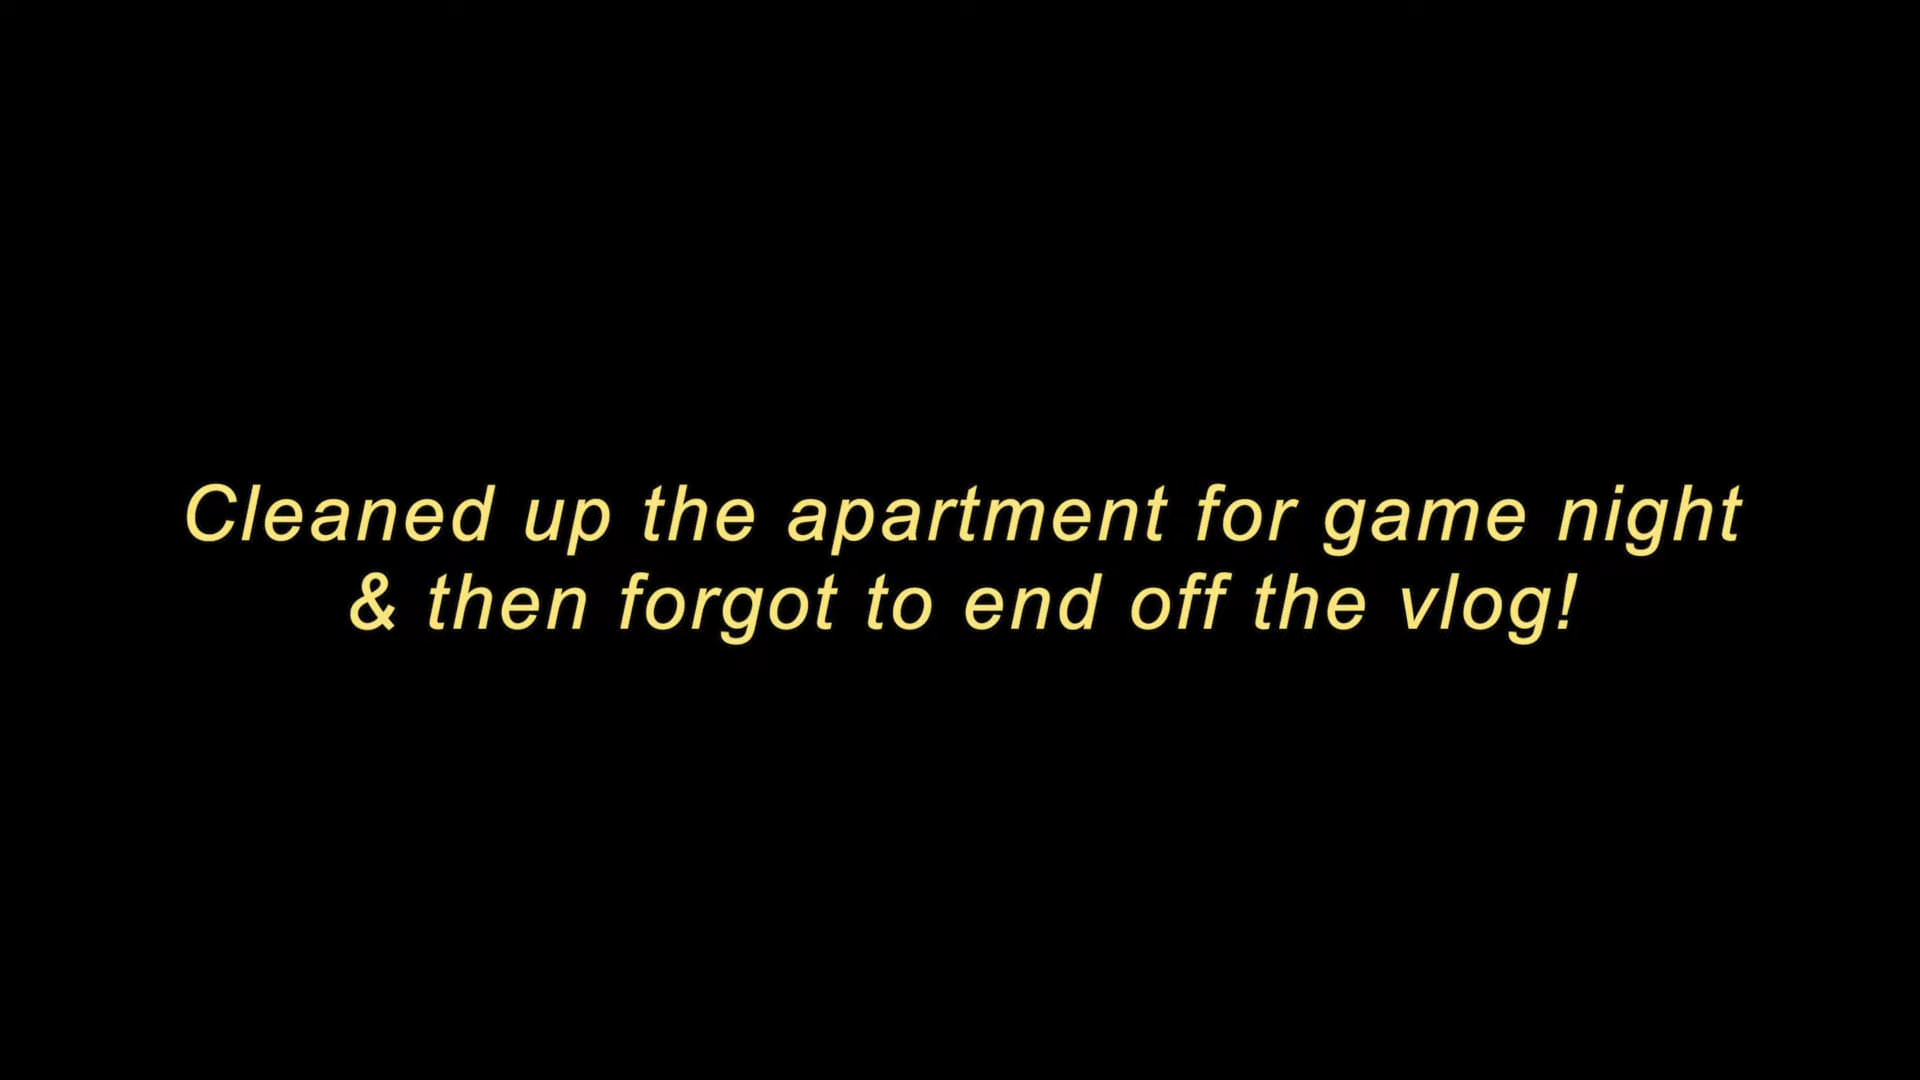 Cleaned up the apartment for game night
& then forgot to end off the vlog!